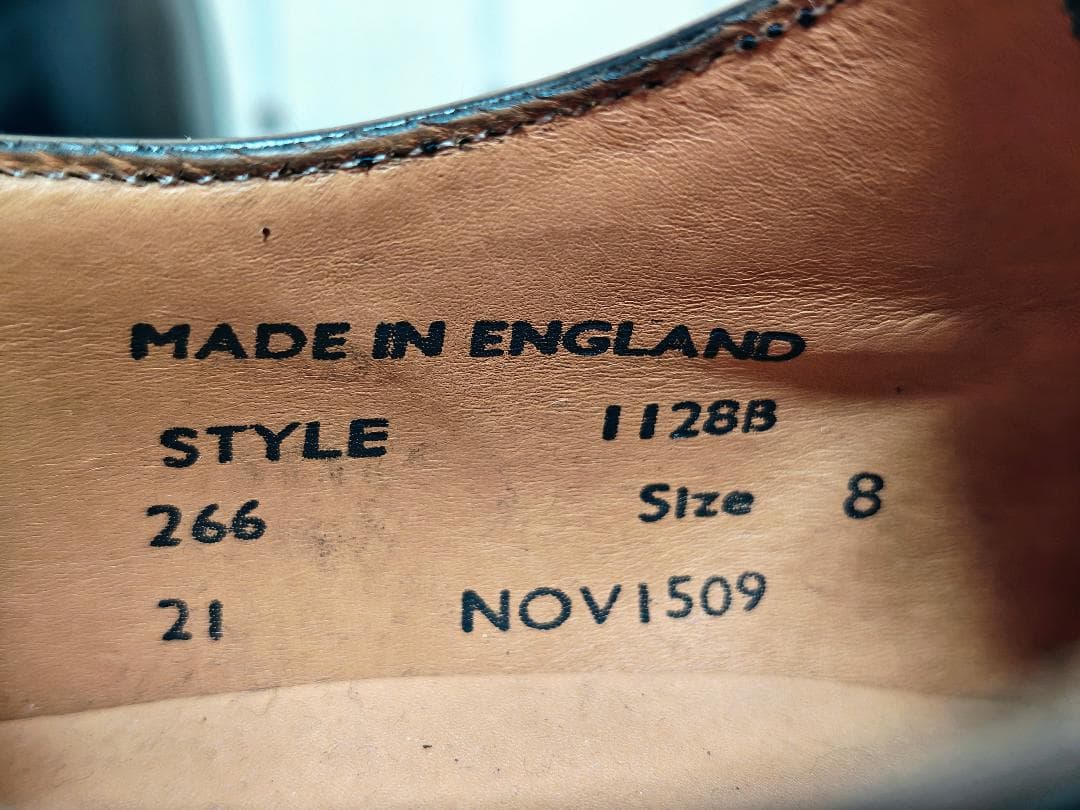 MADE IN ENGLAND
STYLE 1128B
266 Size 8
21 NOV1509